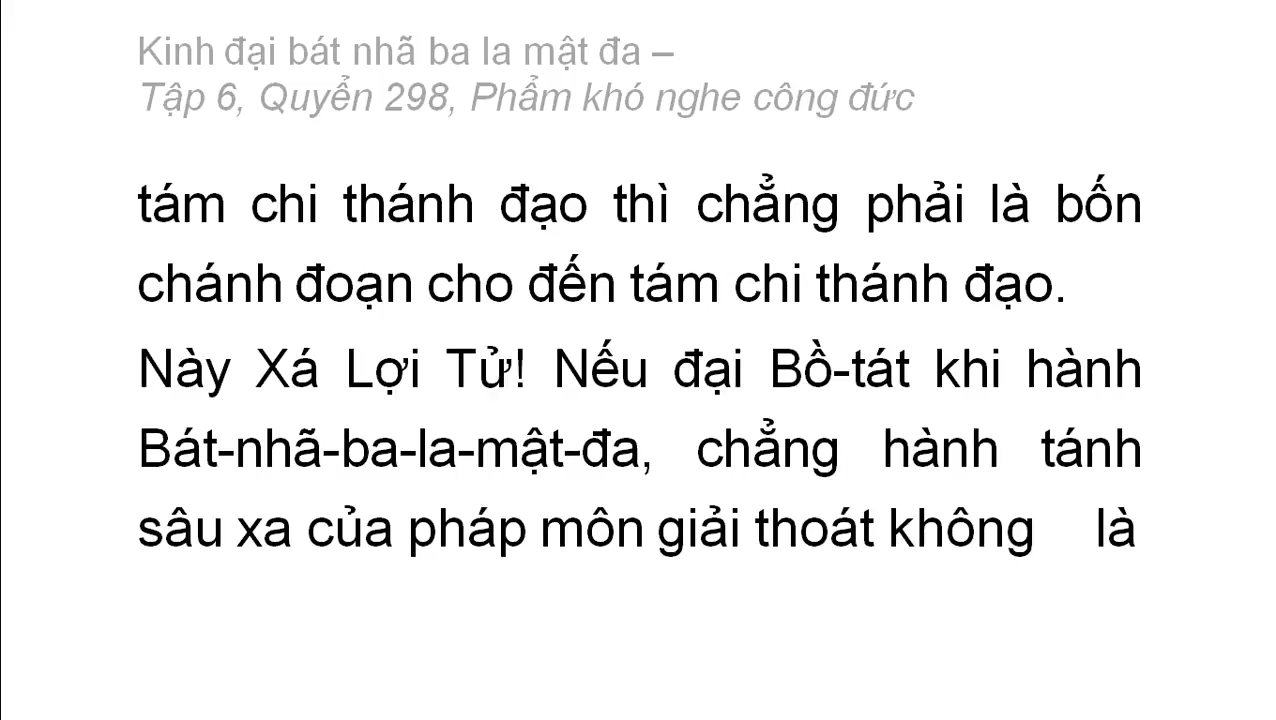 Kinh đại bát nhã ba la mật đa –
Tập 6, Quyển 298, Phẩm khó nghe công đức
tám chi thánh đạo thì chẳng phải là bốn
chánh đoạn cho đến tám chi thánh đạo.
Này Xá Lợi Tử! Nếu đại Bồ-tát khi hành
Bát-nhã-ba-la-mật-đa, chẳng hành tánh
sâu xa của pháp môn giải thoát không là